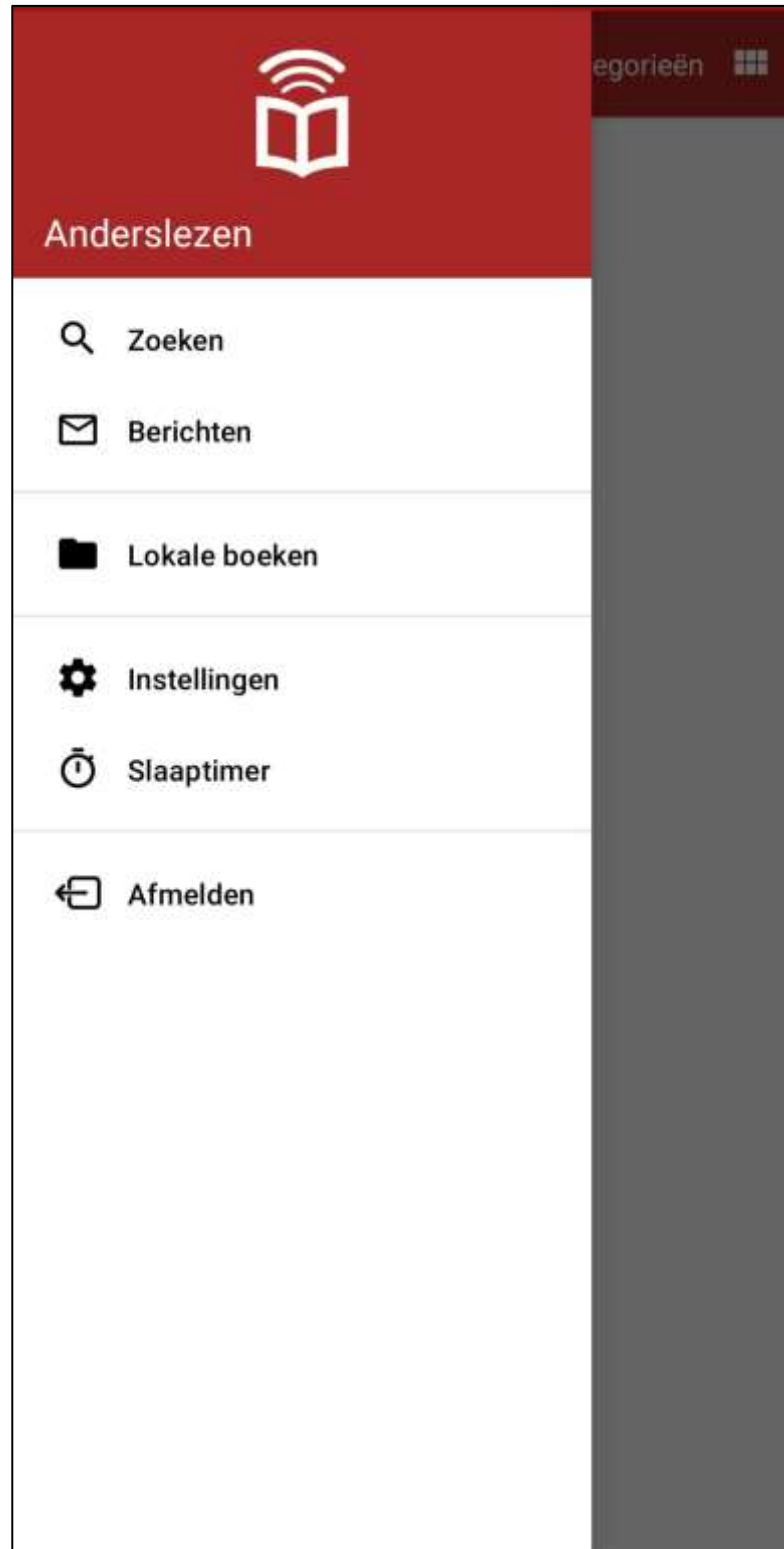 egorieën
Anderslezen
Zoeken
Berichten
Lokale boeken
Instellingen
Slaaptimer
Afmelden